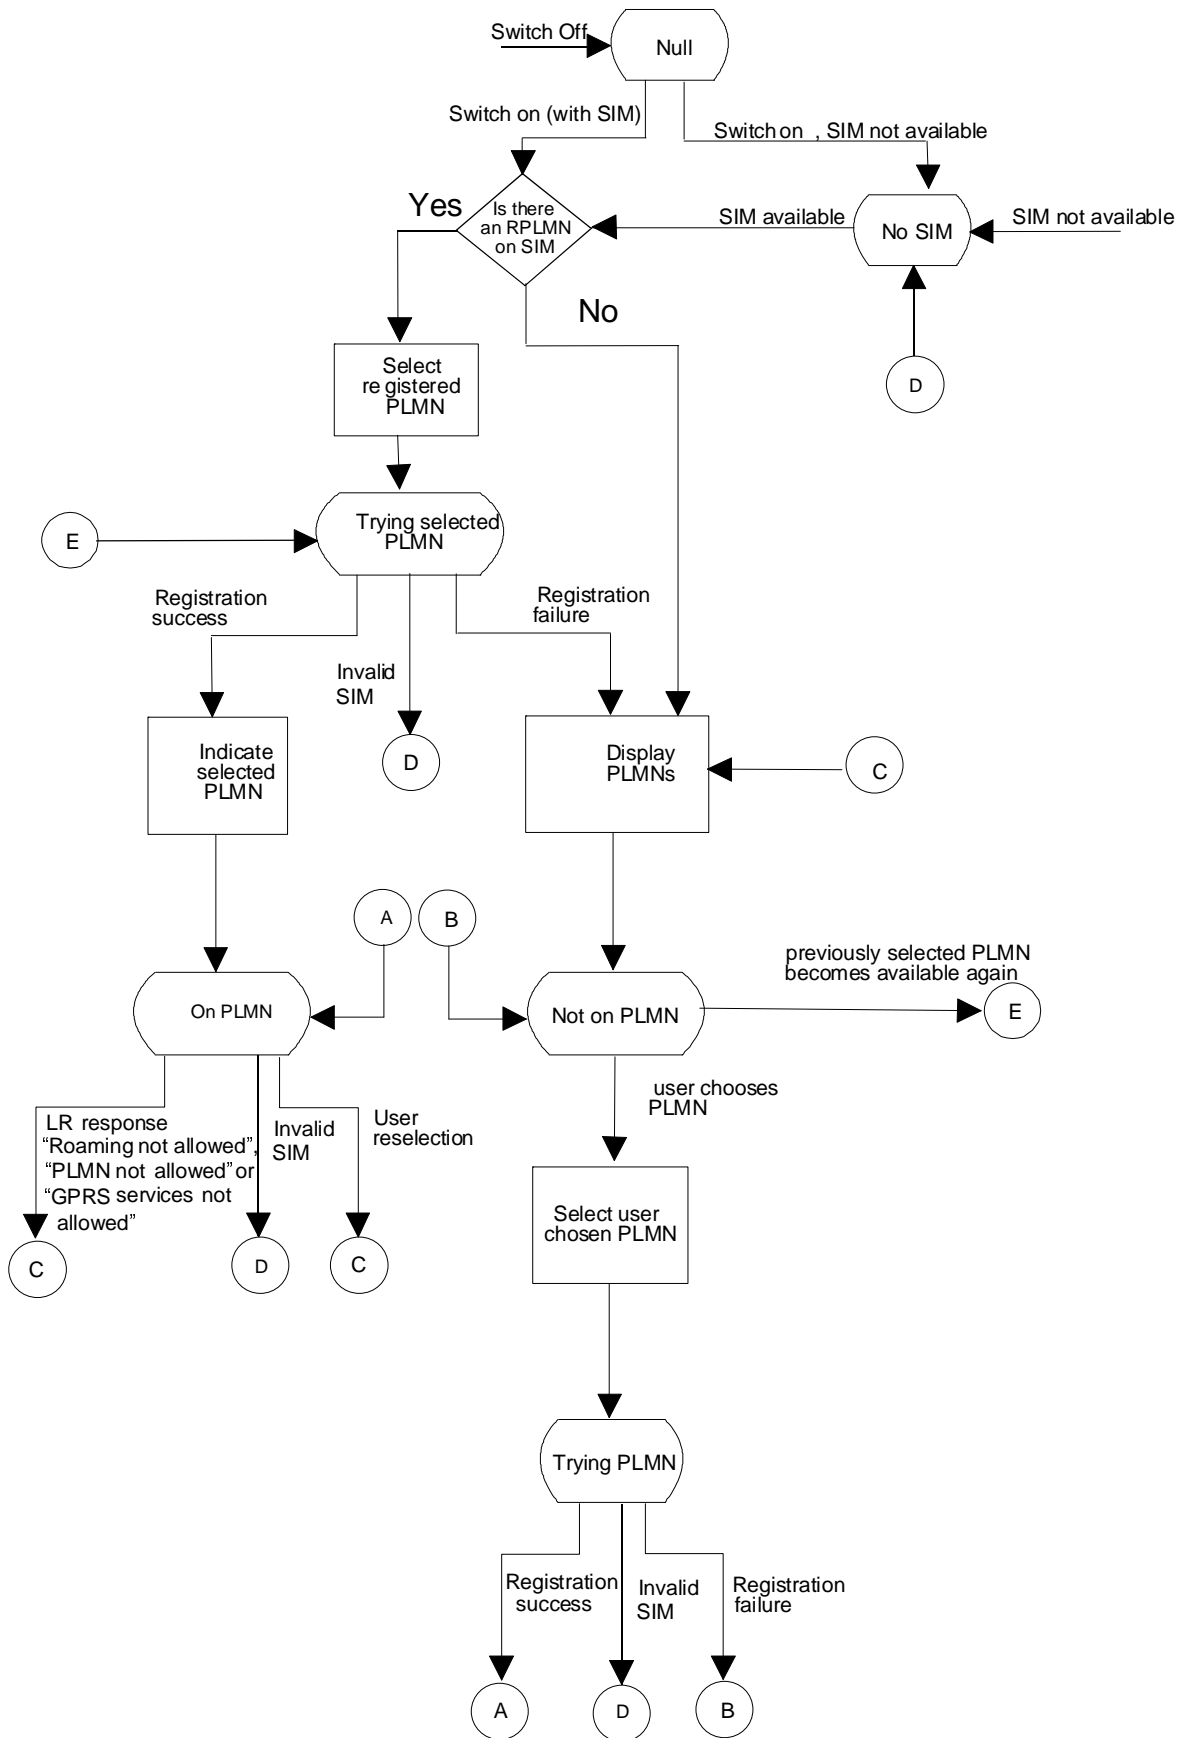 Switch Off
Null
Switch on (with SIM)
Switch on , SIM not available
Yes
Is there
an RPLMN
on SIM
SIM available
No SIM
SIM not available
No
D
Select
re gistered
PLMN
Trying selected
PLMN
E
Registration
success
Registration
failure
Invalid
SIM
D
Indicate
selected
PLMN
Display
PLMNs
C
A
B
previously selected PLMN
becomes available again
On PLMN
Not on PLMN
E
user chooses
PLMN
LR response
“Roaming not allowed”,
“PLMN not allowed” or
“GPRS services not
allowed”
Invalid
SIM
User
reselection
C
D
C
Select user
chosen PLMN
Trying PLMN
Registration
success
Invalid
SIM
Registration
failure
A
D
B